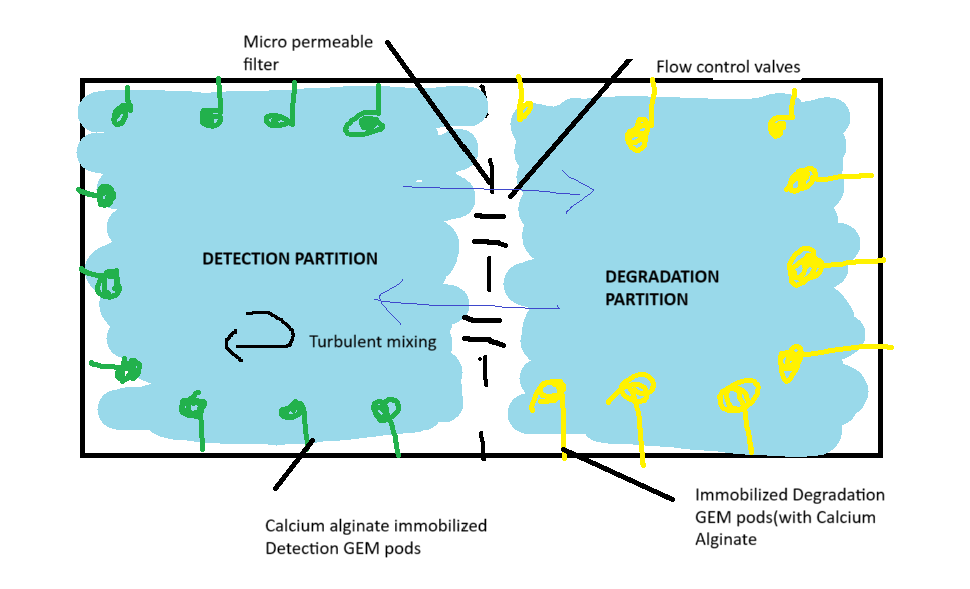 Micro permeable
filter
Flow control valves
DETECTION PARTITION
DEGRADATION
PARTITION
Turbulent mixing
Immobilized Degradation
GEM pods(with Calcium
Alginate
Calcium alginate immobilized
Detection GEM pods